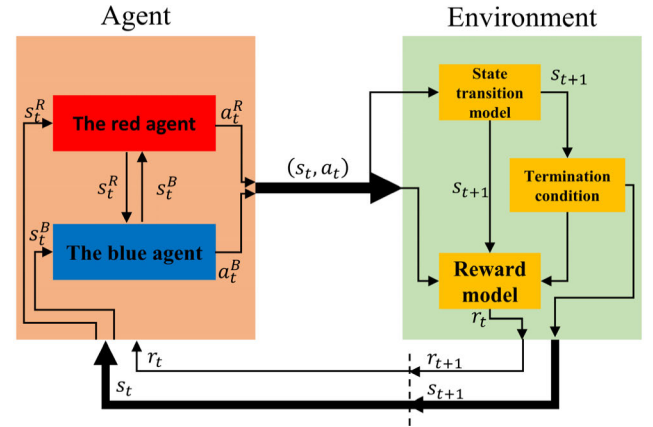 Agent
Environment
s_t^R
The red agent
a_t^R
s_t^R
s_t^B
s_t^B
The blue agent
a_t^B
(s_t, a_t)
State
transition
model
s_{t+1}
s_{t+1}
Termination
condition
Reward
model
r_t
r_t
r_{t+1}
s_t
s_{t+1}